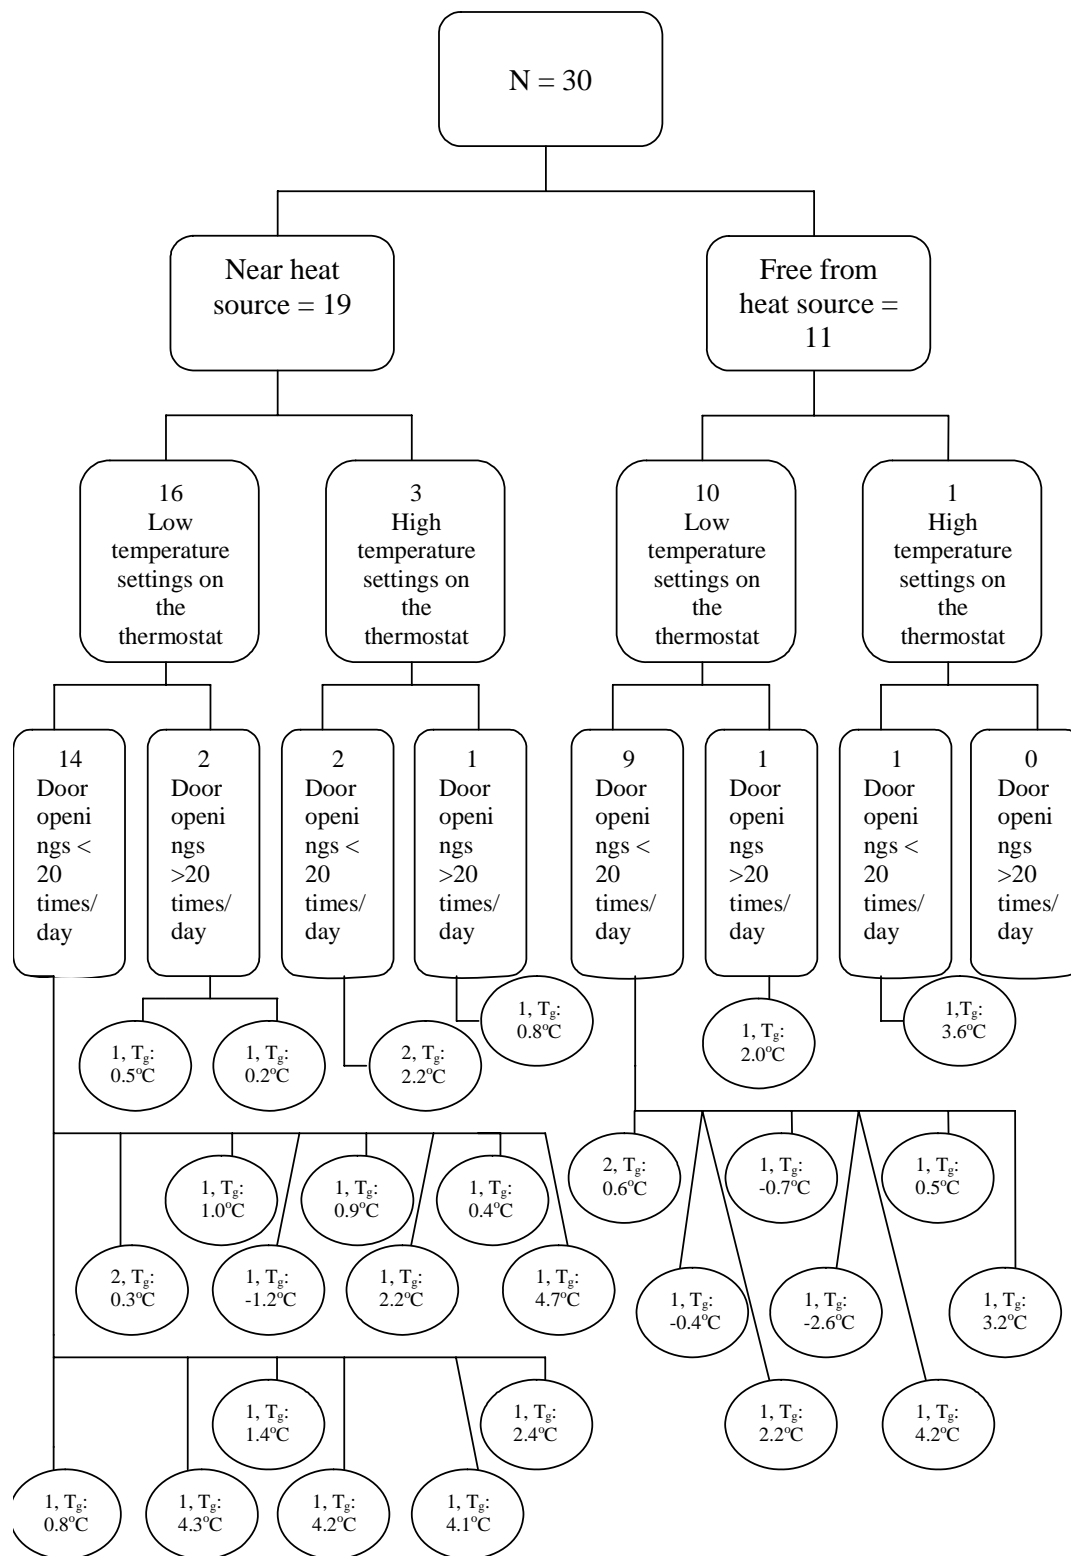 N = 30
Near heat
source = 19
Free from
heat source =
11
16
Low
temperature
settings on
the
thermostat
3
High
temperature
settings on
the
thermostat
10
Low
temperature
settings on
the
thermostat
1
High
temperature
settings on
the
thermostat
14
Door
openi
ngs <
20
times/
day
2
Door
openi
ngs
>20
times/
day
2
Door
openi
ngs <
20
times/
day
1
Door
openi
ngs
>20
times/
day
9
Door
openi
ngs <
20
times/
day
1
Door
openi
ngs
>20
times/
day
1
Door
openi
ngs <
20
times/
day
0
Door
openi
ngs
>20
times/
day
1, Tg:
0.5°C
1, Tg:
0.2°C
2, Tg:
2.2°C
1, Tg:
0.8°C
1, Tg:
2.0°C
1,Tg:
3.6°C
1, Tg:
1.0°C
1, Tg:
0.9°C
1, Tg:
0.4°C
2, Tg:
0.3°C
1, Tg:
-1.2°C
1, Tg:
2.2°C
1, Tg:
4.7°C
2, Tg:
0.6°C
1, Tg:
-0.7°C
1, Tg:
0.5°C
1, Tg:
-0.4°C
1, Tg:
-2.6°C
1, Tg:
3.2°C
1, Tg:
2.2°C
1, Tg:
4.2°C
1, Tg:
1.4°C
1, Tg:
2.4°C
1, Tg:
0.8°C
1, Tg:
4.3°C
1, Tg:
4.2°C
1, Tg:
4.1°C